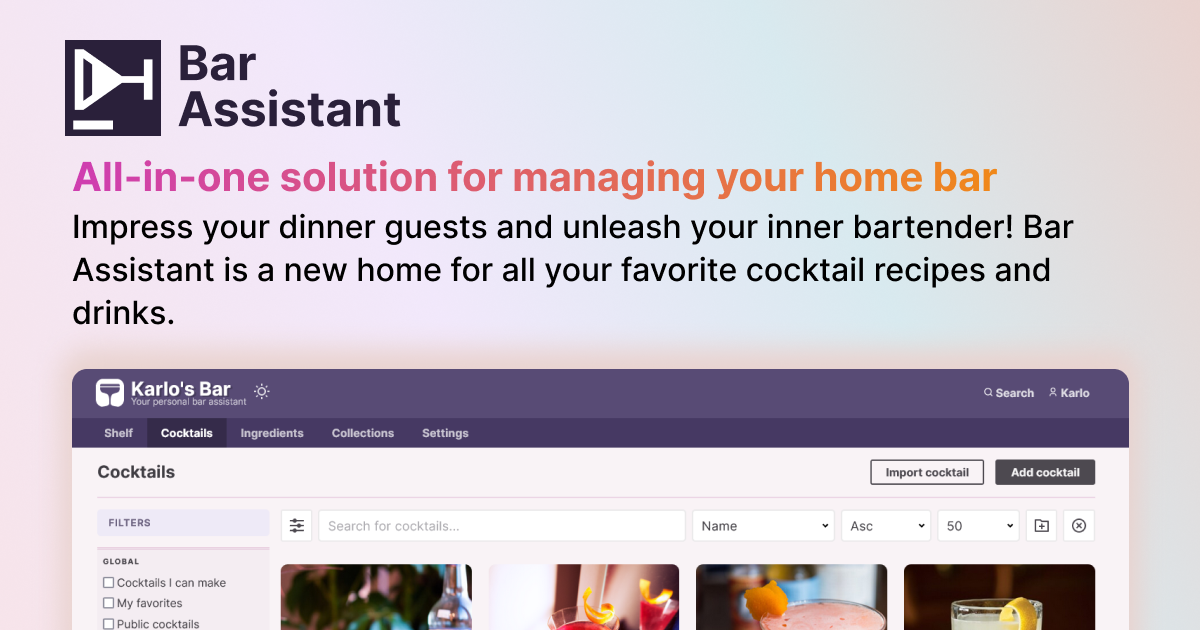 Bar
Assistant
All-in-one solution for managing your home bar
Impress your dinner guests and unleash your inner bartender! Bar
Assistant is a new home for all your favorite cocktail recipes and
drinks.
Karlo's Bar
Your personal bar assistant
Search Karlo
Shelf Cocktails Ingredients Collections Settings
Cocktails
Import cocktail Add cocktail
FILTERS
Search for cocktails... Name Asc 50
GLOBAL
Cocktails I can make
My favorites
Public cocktails